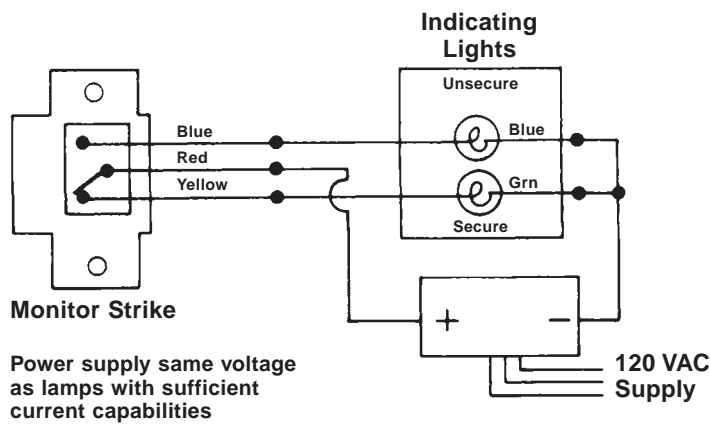 Indicating
Lights
Unsecure
Blue
Blue
Red
Yellow
Grn
Secure
Monitor Strike
+ −
Power supply same voltage
as lamps with sufficient
current capabilities
120 VAC
Supply